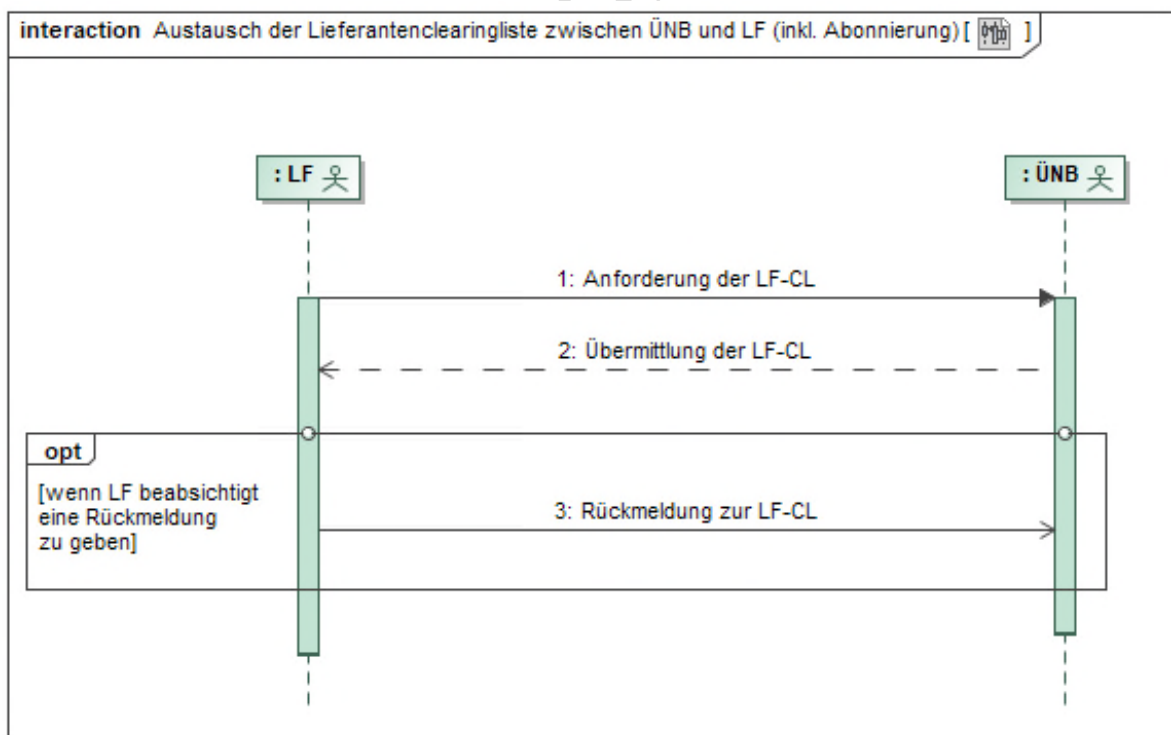 interaction Austausch der Lieferantenclearingliste zwischen ÜNB und LF (inkl. Abonnierung) [ ]
: LF
: ÜNB
1: Anforderung der LF-CL
2: Übermittlung der LF-CL
opt
[wenn LF beabsichtigt
eine Rückmeldung
zu geben]
3: Rückmeldung zur LF-CL